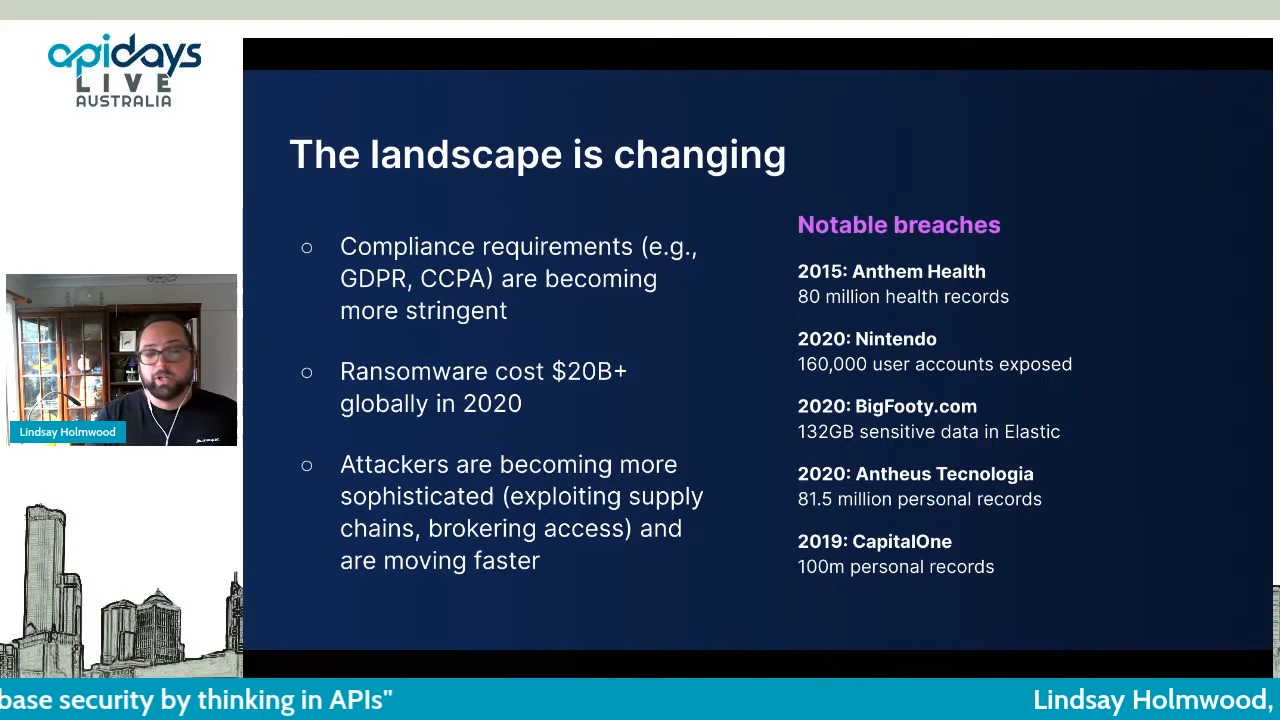 apidays
LIVE
AUSTRALIA
The landscape is changing
○ Compliance requirements (e.g.,
GDPR, CCPA) are becoming
more stringent
○ Ransomware cost $20B+
globally in 2020
○ Attackers are becoming more
sophisticated (exploiting supply
chains, brokering access) and
are moving faster
Notable breaches
2015: Anthem Health
80 million health records
2020: Nintendo
160,000 user accounts exposed
2020: BigFooty.com
132GB sensitive data in Elastic
2020: Antheus Tecnologia
81.5 million personal records
2019: CapitalOne
100m personal records
Lindsay Holmwood
base security by thinking in APIs" Lindsay Holmwood,